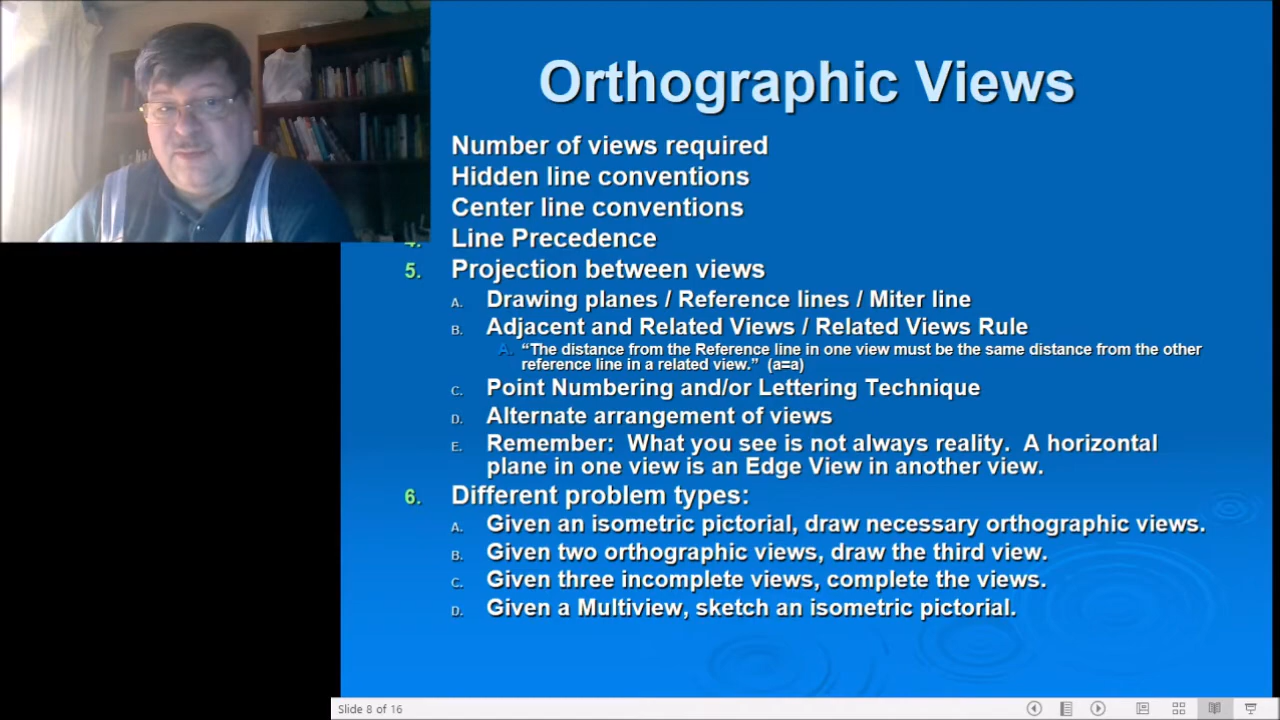 Orthographic Views
Number of views required
Hidden line conventions
Center line conventions
4. Line Precedence
5. Projection between views
A. Drawing planes / Reference lines / Miter line
B. Adjacent and Related Views / Related Views Rule
A. “The distance from the Reference line in one view must be the same distance from the other
reference line in a related view.” (a=a)
C. Point Numbering and/or Lettering Technique
D. Alternate arrangement of views
E. Remember: What you see is not always reality. A horizontal
plane in one view is an Edge View in another view.
6. Different problem types:
A. Given an isometric pictorial, draw necessary orthographic views.
B. Given two orthographic views, draw the third view.
C. Given three incomplete views, complete the views.
D. Given a Multiview, sketch an isometric pictorial.
Slide 8 of 16